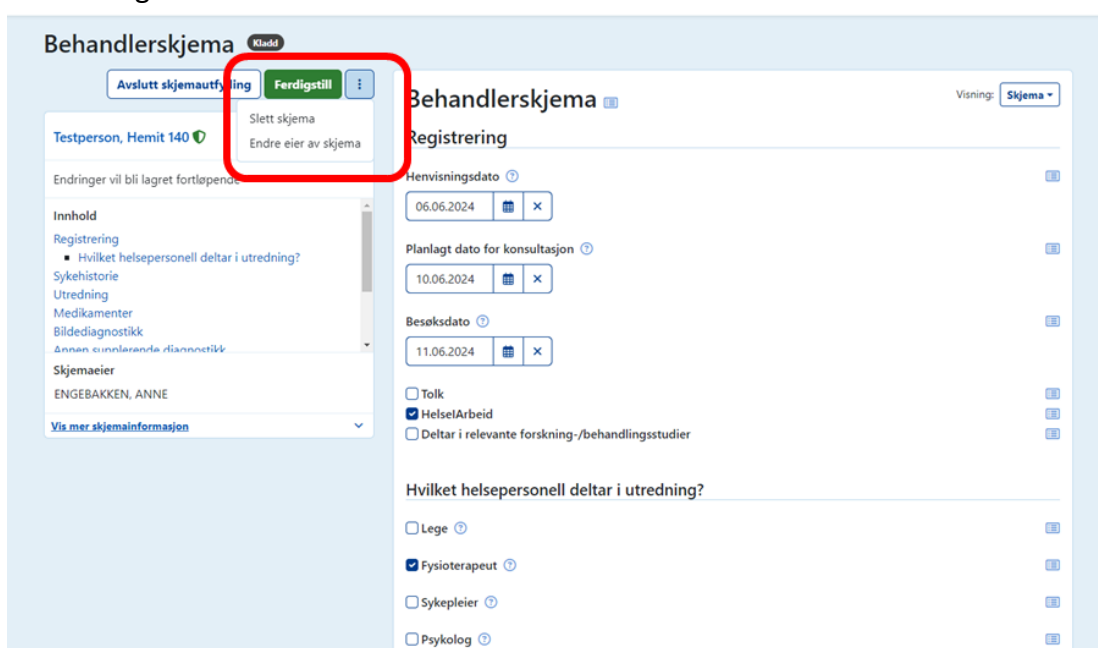 Behandlerskjema Kladd
Avslutt skjemautfylling Ferdigstill
Slett skjema
Endre eier av skjema
Testperson, Hemit 140
Endringer vil bli lagret fortløpende
Innhold
Registrering
Hvilket helsepersonell deltar i utredning?
Sykehistorie
Utredning
Medikamenter
Bildediagnostikk
Annen supplerende diagnostikk
Skjemaeier
ENGEBAKKEN, ANNE
Vis mer skjemainformasjon
Behandlerskjema
Visning: Skjema
Registrering
Henvisningsdato
06.06.2024
Planlagt dato for konsultasjon
10.06.2024
Besøksdato
11.06.2024
Tolk
HelseIArbeid
Deltar i relevante forskning-/behandlingsstudier
Hvilket helsepersonell deltar i utredning?
Lege
Fysioterapeut
Sykepleier
Psykolog